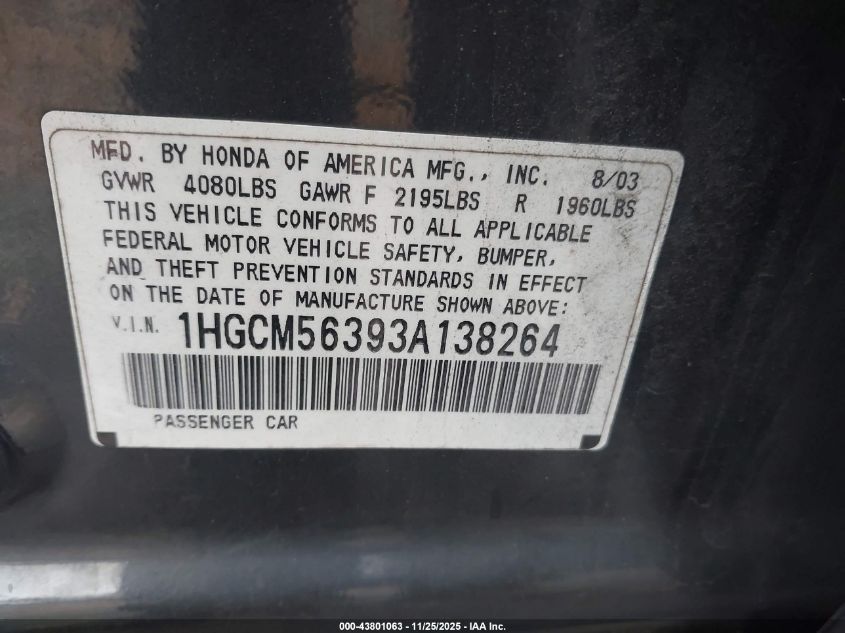 MFD. BY HONDA OF AMERICA MFG., INC. 8/03
GVWR 4080LBS GAWR F 2195LBS R 1960LBS
THIS VEHICLE CONFORMS TO ALL APPLICABLE
FEDERAL MOTOR VEHICLE SAFETY, BUMPER,
AND THEFT PREVENTION STANDARDS IN EFFECT
ON THE DATE OF MANUFACTURE SHOWN ABOVE:
V.I.N. 1HGCM56393A138264
PASSENGER CAR
000-43801063 - 11/25/2025 - IAA Inc.